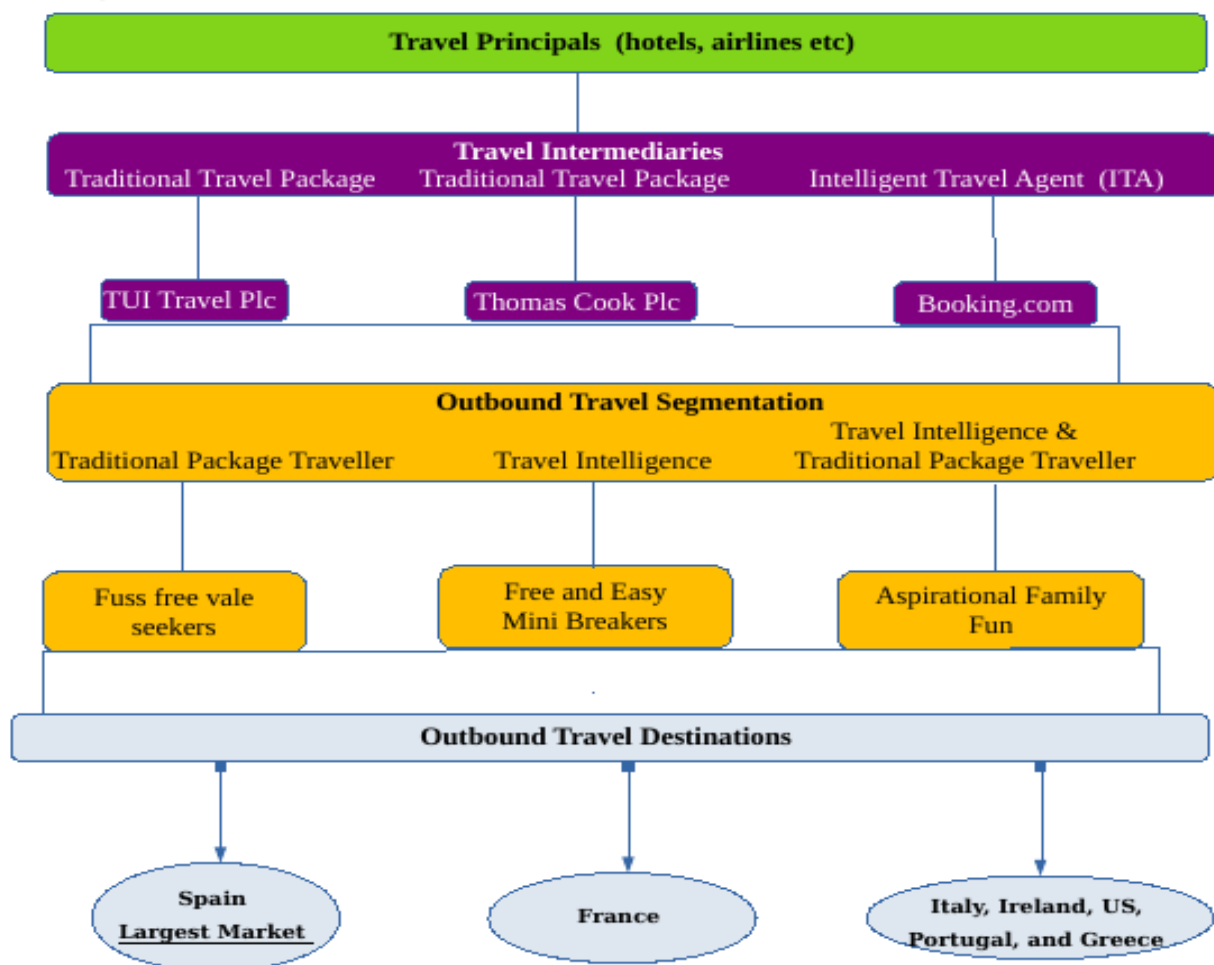 Travel Principals (hotels, airlines etc)
Travel Intermediaries
Traditional Travel Package
Traditional Travel Package
Intelligent Travel Agent (ITA)
TUI Travel Plc
Thomas Cook Plc
Booking.com
Outbound Travel Segmentation
Traditional Package Traveller
Travel Intelligence
Travel Intelligence &
Traditional Package Traveller
Fuss free vale
seekers
Free and Easy
Mini Breakers
Aspirational Family
Fun
Outbound Travel Destinations
Spain
Largest Market
France
Italy, Ireland, US,
Portugal, and Greece